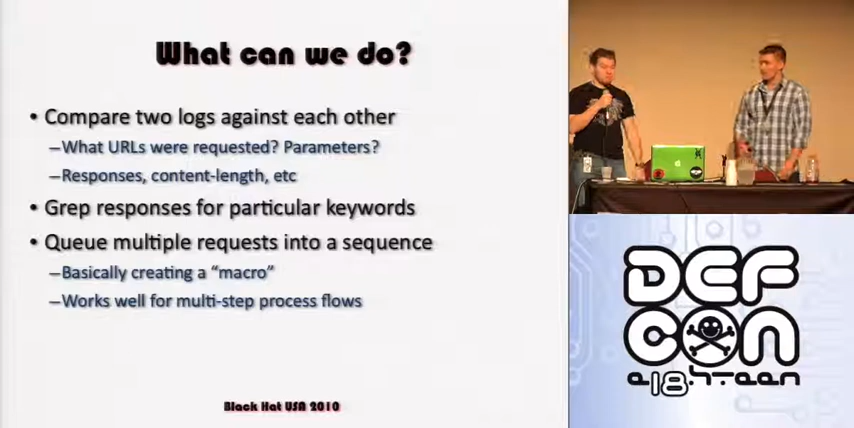 What can we do?
• Compare two logs against each other
–What URLs were requested? Parameters?
–Responses, content-length, etc
• Grep responses for particular keywords
• Queue multiple requests into a sequence
–Basically creating a “macro”
–Works well for multi-step process flows
Black Hat USA 2010
DEF
CON
e18h-teen